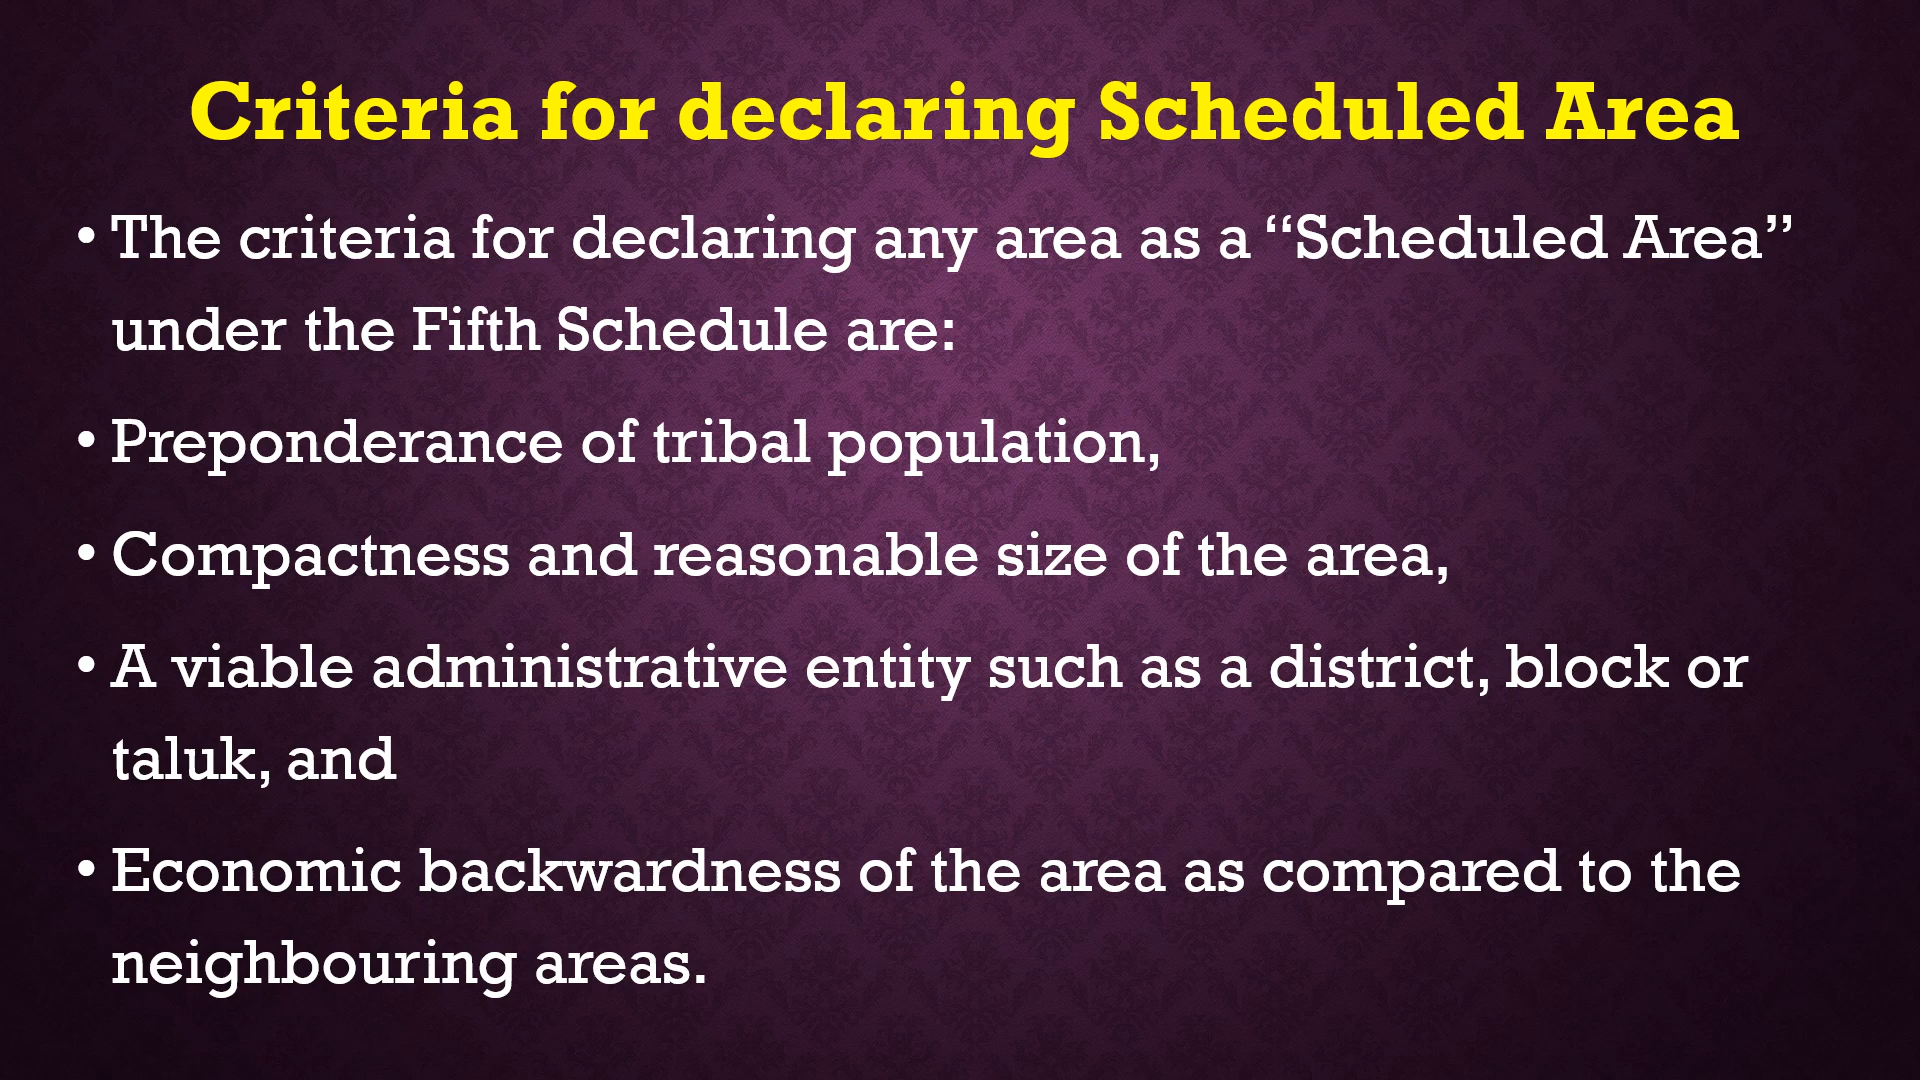 Criteria for declaring Scheduled Area
• The criteria for declaring any area as a “Scheduled Area”
under the Fifth Schedule are:
• Preponderance of tribal population,
• Compactness and reasonable size of the area,
• A viable administrative entity such as a district, block or
taluk, and
• Economic backwardness of the area as compared to the
neighbouring areas.